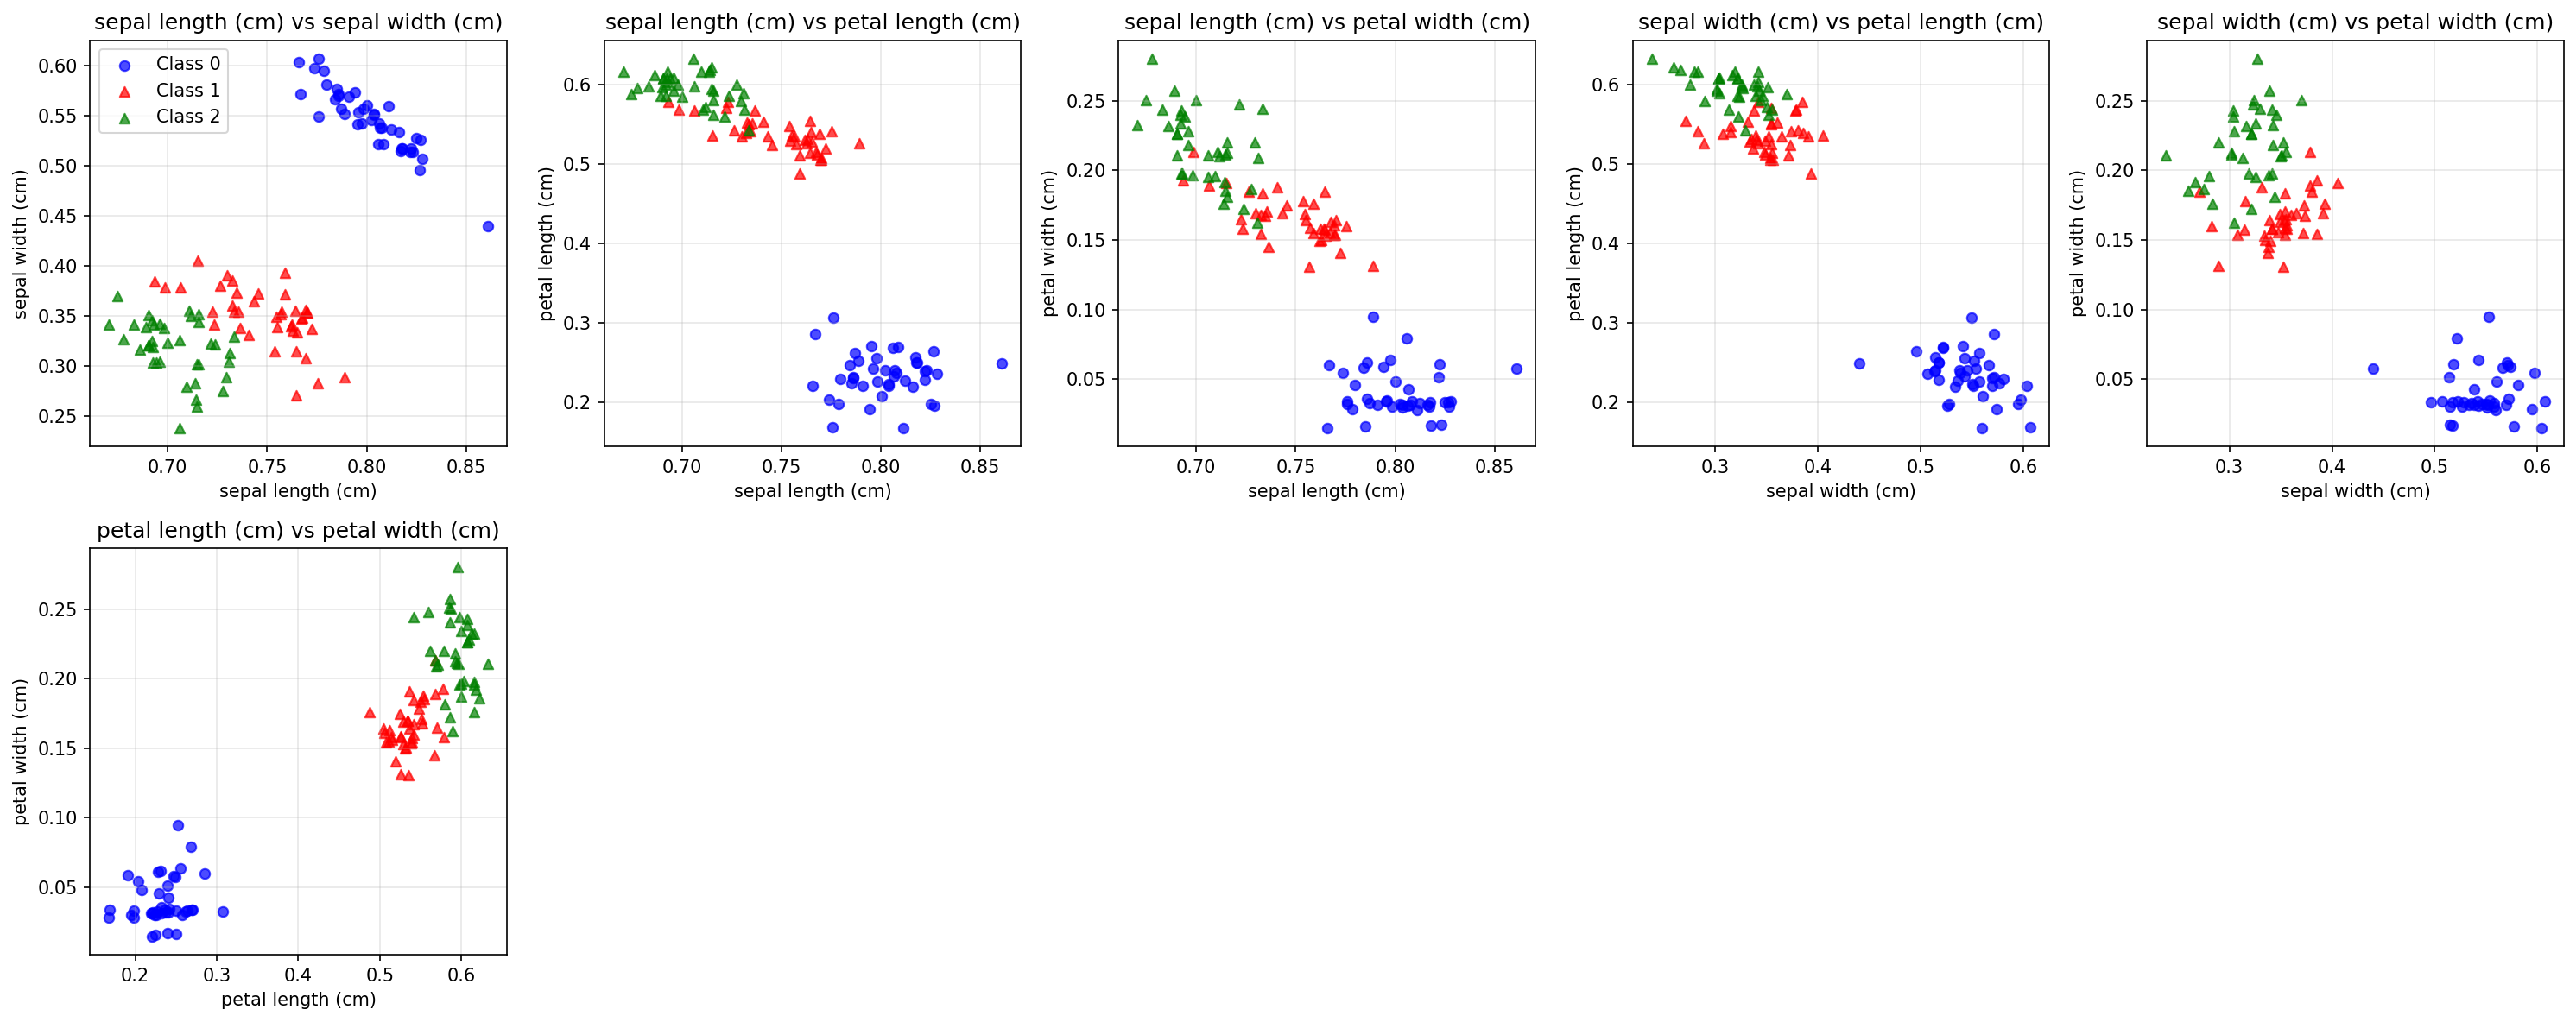 sepal length (cm) vs sepal width (cm)
0.60
0.55
0.50
0.45
0.40
0.35
0.30
0.25
sepal width (cm)
Class 0
Class 1
Class 2
0.70 0.75 0.80 0.85
sepal length (cm)
sepal length (cm) vs petal length (cm)
0.6
0.5
0.4
0.3
0.2
petal length (cm)
0.70 0.75 0.80 0.85
sepal length (cm)
sepal length (cm) vs petal width (cm)
0.25
0.20
0.15
0.10
0.05
petal width (cm)
0.70 0.75 0.80 0.85
sepal length (cm)
sepal width (cm) vs petal length (cm)
0.6
0.5
0.4
0.3
0.2
petal length (cm)
0.3 0.4 0.5 0.6
sepal width (cm)
sepal width (cm) vs petal width (cm)
0.25
0.20
0.15
0.10
0.05
petal width (cm)
0.3 0.4 0.5 0.6
sepal width (cm)
petal length (cm) vs petal width (cm)
0.25
0.20
0.15
0.10
0.05
petal width (cm)
0.2 0.3 0.4 0.5 0.6
petal length (cm)